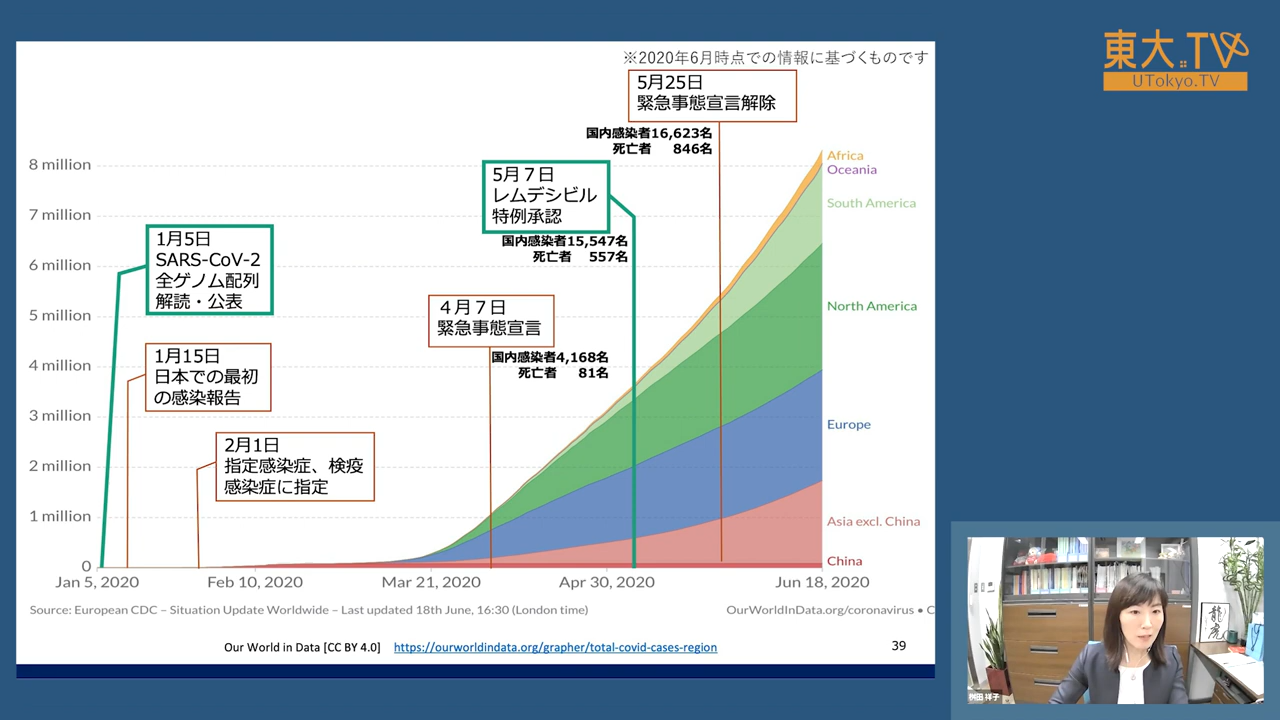 東大.TV
UTokyo.TV
※2020年6月時点での情報に基づくものです
5月25日
緊急事態宣言解除
国内感染者16,623名
死亡者 846名
5月７日
レムデシビル
特例承認
国内感染者15,547名
死亡者 557名
1月5日
SARS-CoV-2
全ゲノム配列
解読・公表
４月７日
緊急事態宣言
国内感染者4,168名
死亡者 81名
1月15日
日本での最初
の感染報告
2月1日
指定感染症、検疫
感染症に指定
8 million
7 million
6 million
5 million
4 million
3 million
2 million
1 million
0
Africa
Oceania
South America
North America
Europe
Asia excl. China
China
Jan 5, 2020
Feb 10, 2020
Mar 21, 2020
Apr 30, 2020
Jun 18, 2020
Source: European CDC – Situation Update Worldwide – Last updated 18th June, 16:30 (London time)
OurWorldInData.org/coronavirus • C
Our World in Data [CC BY 4.0] https://ourworldindata.org/grapher/total-covid-cases-region
39
龍虎
桝田 祥子